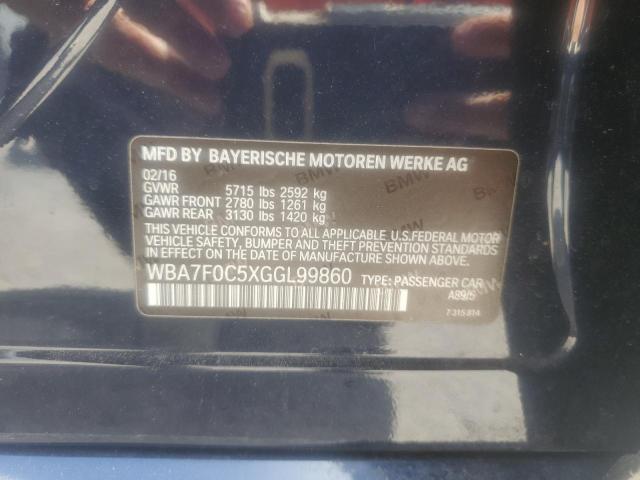 MFD BY BAYERISCHE MOTOREN WERKE AG
02/16
GVWR 5715 lbs 2592 kg
GAWR FRONT 2780 lbs 1261 kg
GAWR REAR 3130 lbs 1420 kg
THIS VEHICLE CONFORMS TO ALL APPLICABLE U.S. FEDERAL MOTOR
VEHICLE SAFETY, BUMPER AND THEFT PREVENTION STANDARDS
IN EFFECT ON THE DATE OF MANUFACTURE SHOWN ABOVE.
WBA7F0C5XGGL99860 TYPE: PASSENGER CAR
A89/5
7 315 814